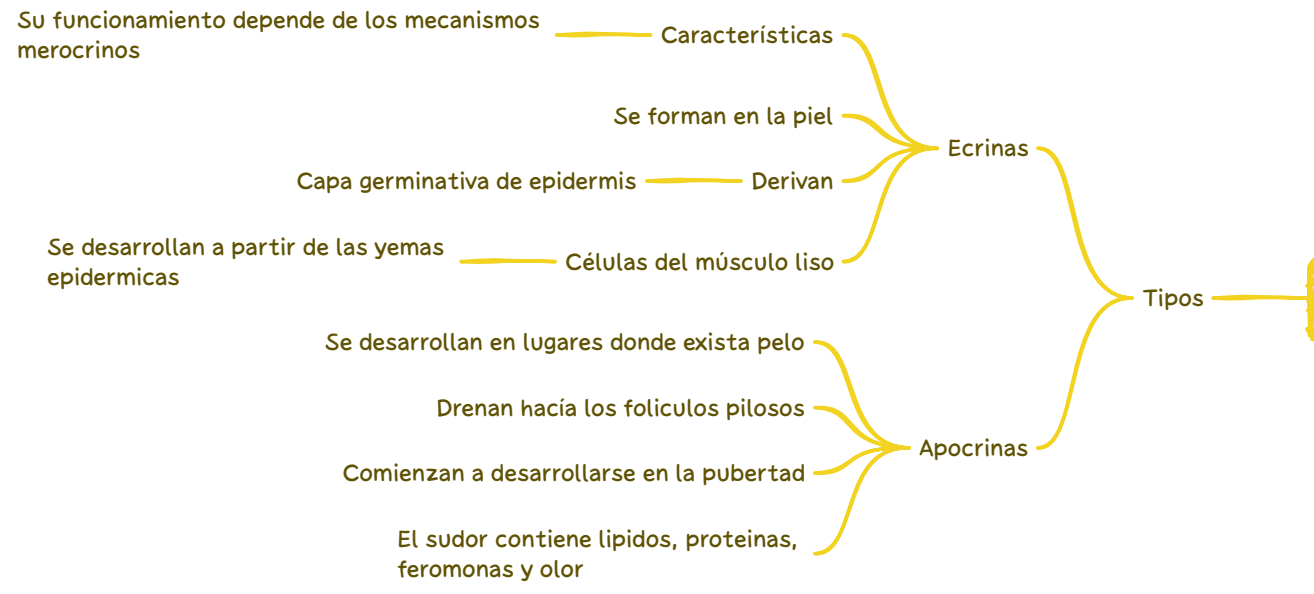 Su funcionamiento depende de los mecanismos
merocrinos
Características
Se forman en la piel
Ecrinas
Capa germinativa de epidermis
Derivan
Se desarrollan a partir de las yemas
epidermicas
Células del músculo liso
Tipos
Se desarrollan en lugares donde exista pelo
Drenan hacía los foliculos pilosos
Apocrinas
Comienzan a desarrollarse en la pubertad
El sudor contiene lipidos, proteinas,
feromonas y olor